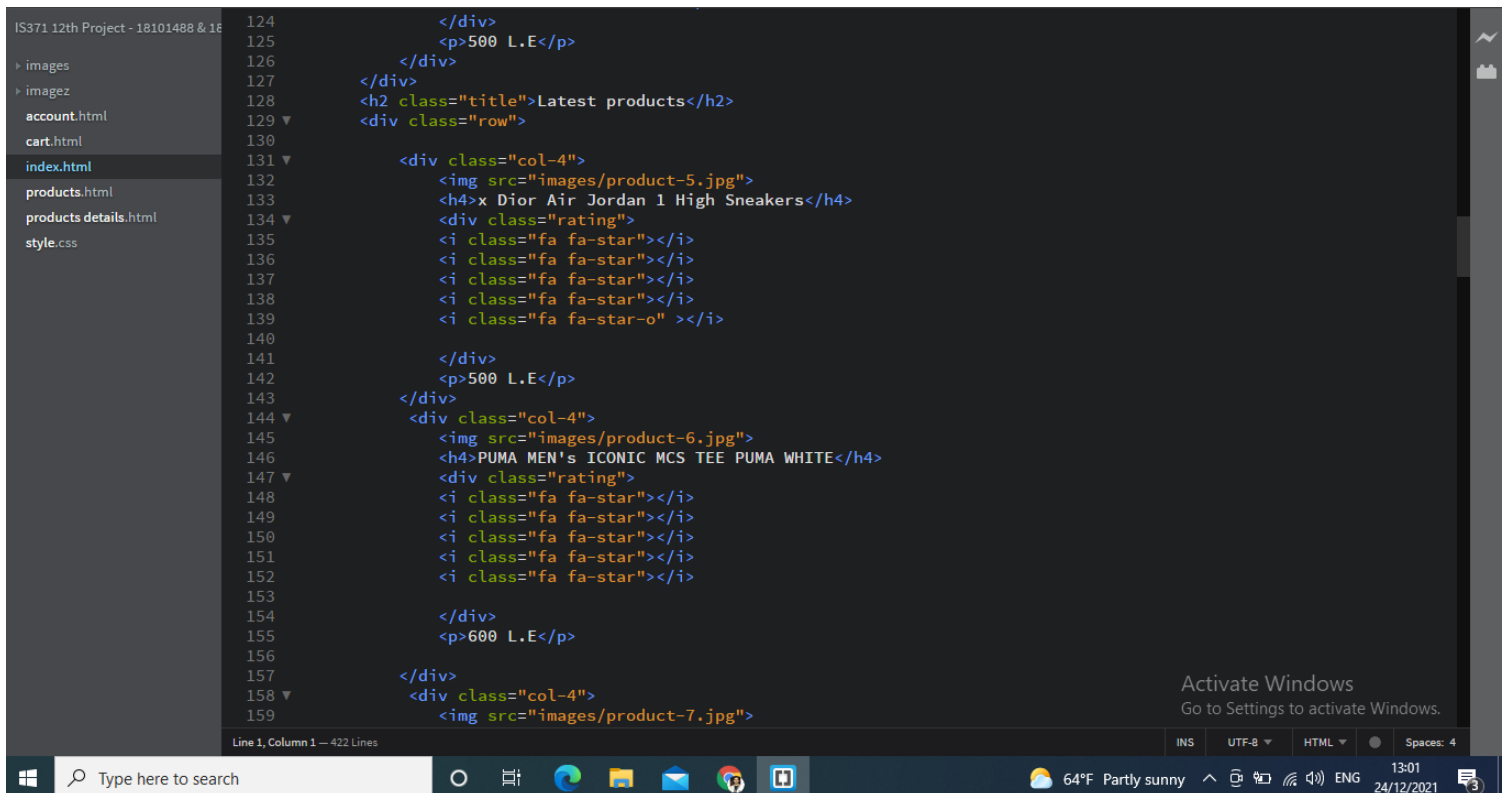 IS371 12th Project - 18101488 & 18
images
imagez
account.html
cart.html
index.html
products.html
products details.html
style.css
124 </div>
125 <p>500 L.E</p>
126 </div>
127 </div>
128 <h2 class="title">Latest products</h2>
129 <div class="row">
130
131 <div class="col-4">
132 <img src="images/product-5.jpg">
133 <h4>x Dior Air Jordan 1 High Sneakers</h4>
134 <div class="rating">
135 <i class="fa fa-star"></i>
136 <i class="fa fa-star"></i>
137 <i class="fa fa-star"></i>
138 <i class="fa fa-star"></i>
139 <i class="fa fa-star-o" ></i>
140
141 </div>
142 <p>500 L.E</p>
143 </div>
144 <div class="col-4">
145 <img src="images/product-6.jpg">
146 <h4>PUMA MEN's ICONIC MCS TEE PUMA WHITE</h4>
147 <div class="rating">
148 <i class="fa fa-star"></i>
149 <i class="fa fa-star"></i>
150 <i class="fa fa-star"></i>
151 <i class="fa fa-star"></i>
152 <i class="fa fa-star"></i>
153
154 </div>
155 <p>600 L.E</p>
156
157 </div>
158 <div class="col-4">
159 <img src="images/product-7.jpg">
Activate Windows
Go to Settings to activate Windows.
Line 1, Column 1 — 422 Lines
INS UTF-8 HTML Spaces: 4
Type here to search
64°F Partly sunny ENG
13:01
24/12/2021
3